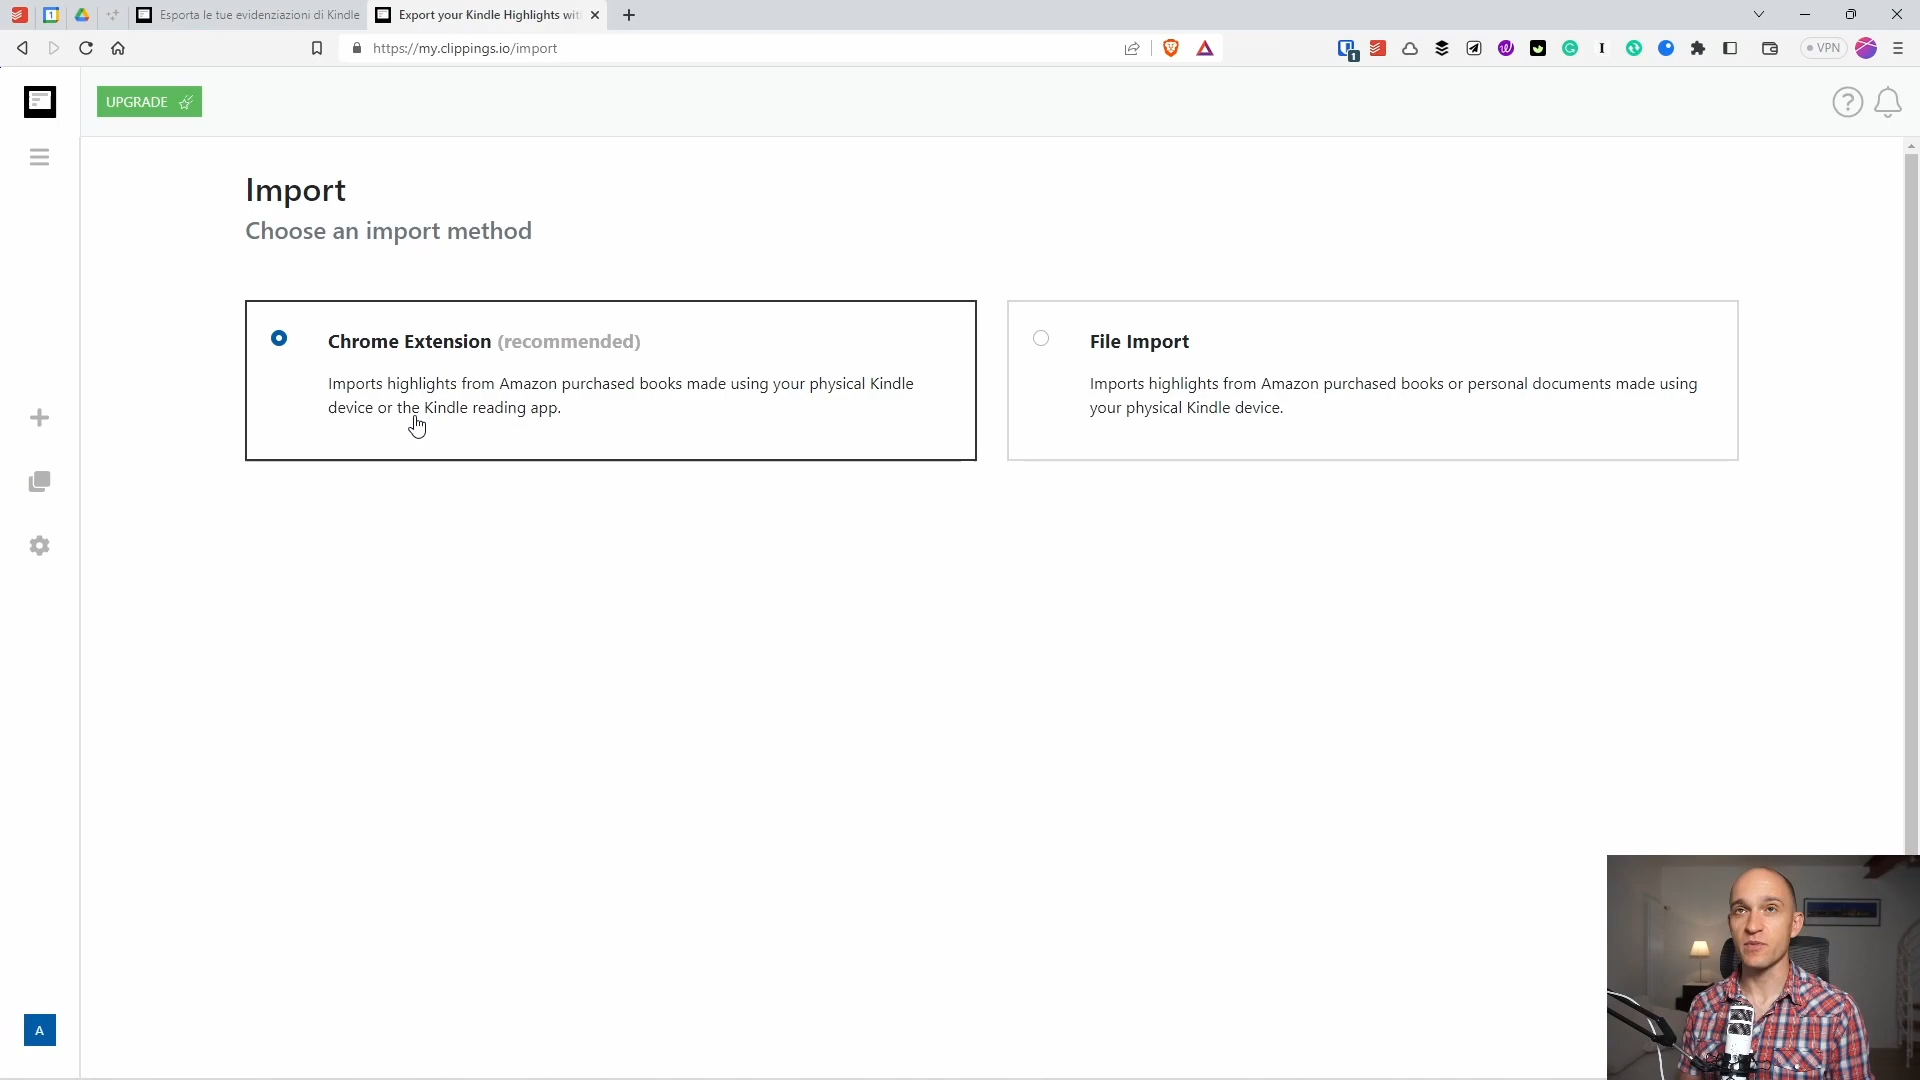 Esporta le tue evidenziazioni di Kindle
Export your Kindle Highlights wit
https://my.clippings.io/import
1
VPN
UPGRADE
Import
Choose an import method
Chrome Extension (recommended)
Imports highlights from Amazon purchased books made using your physical Kindle
device or the Kindle reading app.
File Import
Imports highlights from Amazon purchased books or personal documents made using
your physical Kindle device.
A